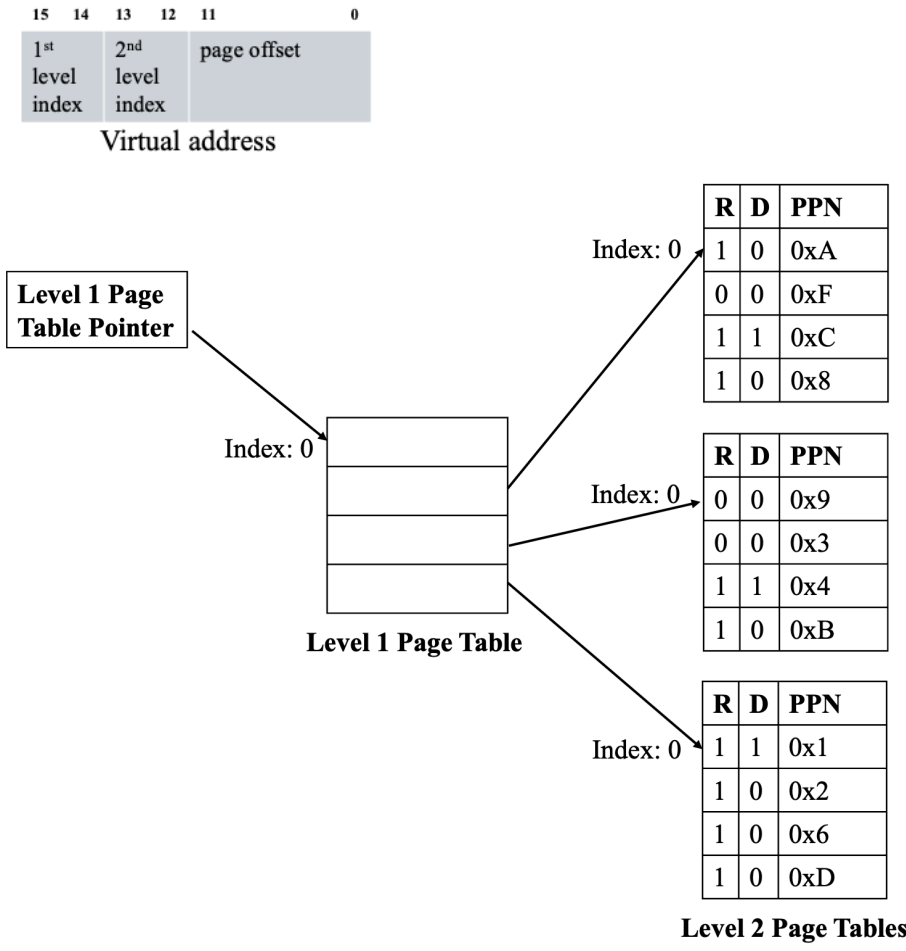 15 14 13 12 11 0
1st 2nd page offset
level level
index index
Virtual address
R D PPN
Index: 0 1 0 0xA
0 0 0xF
1 1 0xC
1 0 0x8
Level 1 Page
Table Pointer
Index: 0
Level 1 Page Table
R D PPN
Index: 0 0 0 0x9
0 0 0x3
1 1 0x4
1 0 0xB
R D PPN
Index: 0 1 1 0x1
1 0 0x2
1 0 0x6
1 0 0xD
Level 2 Page Tables